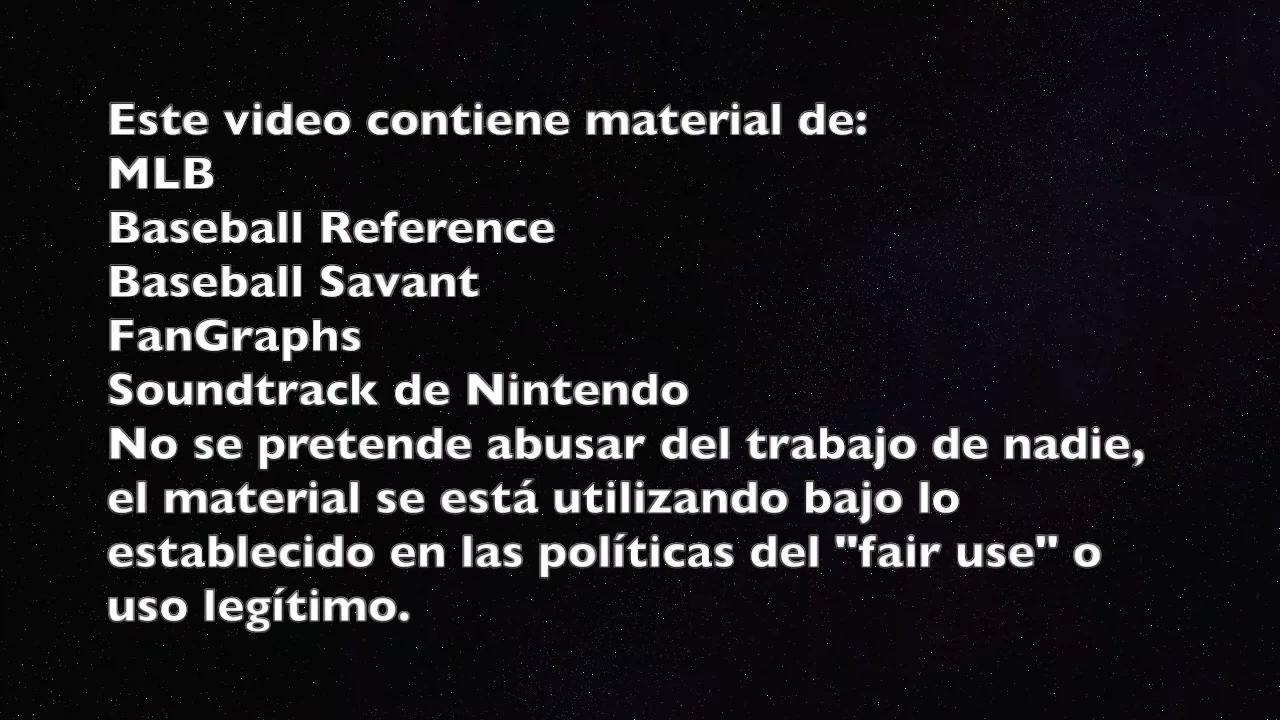 Este video contiene material de:
MLB
Baseball Reference
Baseball Savant
FanGraphs
Soundtrack de Nintendo
No se pretende abusar del trabajo de nadie,
el material se está utilizando bajo lo
establecido en las políticas del "fair use" o
uso legítimo.